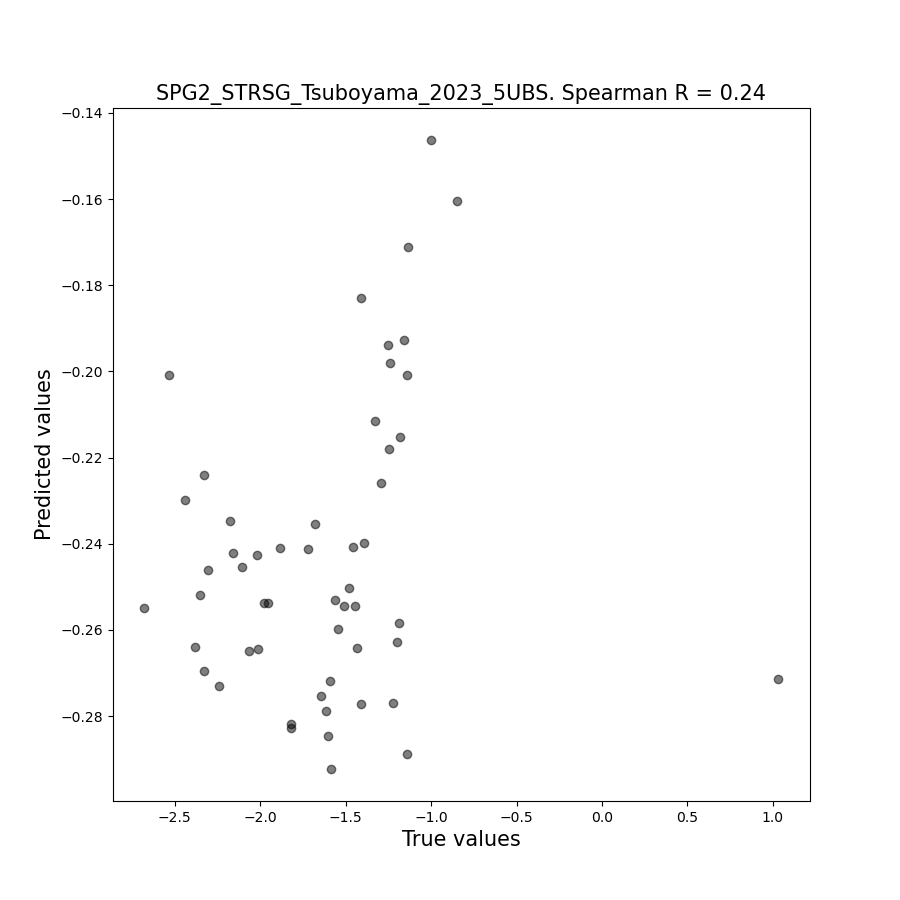 SPG2_STRSG_Tsuboyama_2023_5UBS. Spearman R = 0.24
−0.14
−0.16
−0.18
−0.20
−0.22
−0.24
−0.26
−0.28
Predicted values
−2.5 −2.0 −1.5 −1.0 −0.5 0.0 0.5 1.0
True values